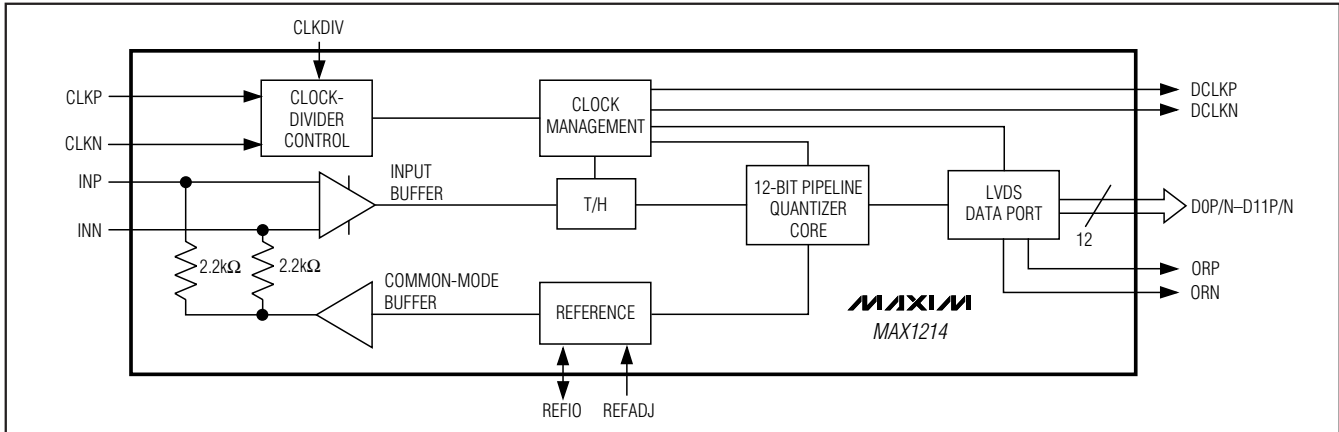 CLKDIV
CLKP
CLKN
CLOCK-
DIVIDER
CONTROL
CLOCK
MANAGEMENT
DCLKP
DCLKN
INP
INN
INPUT
BUFFER
T/H
12-BIT PIPELINE
QUANTIZER
CORE
LVDS
DATA PORT
12
D0P/N–D11P/N
2.2kΩ
2.2kΩ
COMMON-MODE
BUFFER
REFERENCE
ORP
ORN
MAXIM
MAX1214
REFIO
REFADJ